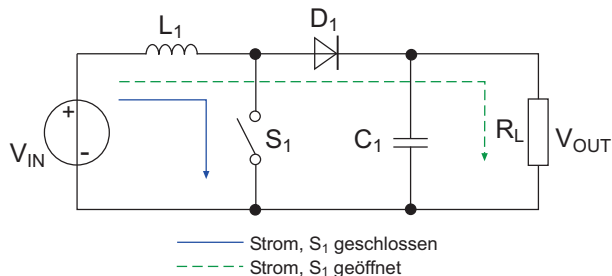 L1
D1
+
-
VIN
S1
C1
RL
VOUT
Strom, S1 geschlossen
Strom, S1 geöffnet